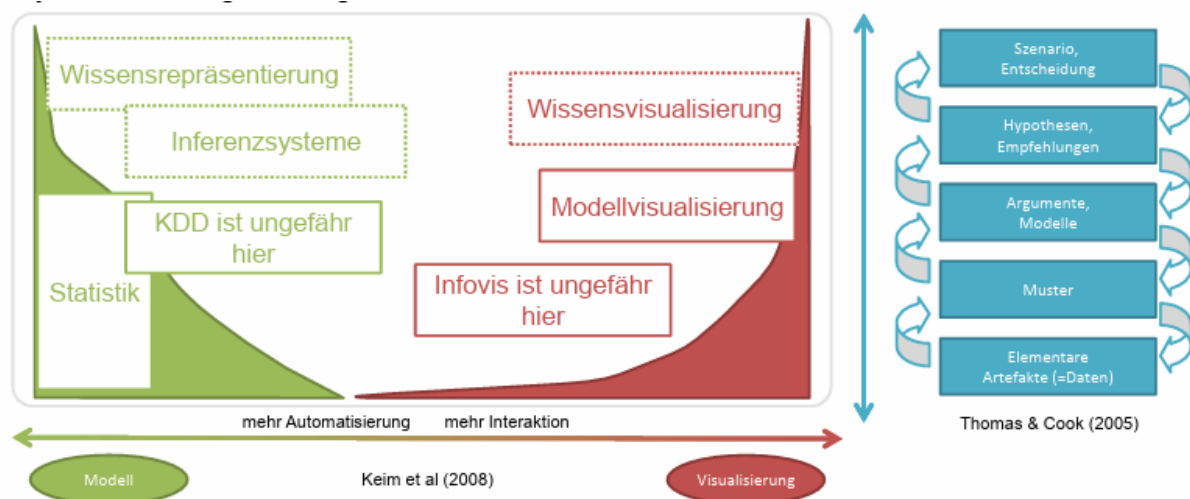 Wissensrepräsentierung
Inferenzsysteme
KDD ist ungefähr
hier
Statistik
Wissensvisualisierung
Modellvisualisierung
Infovis ist ungefähr
hier
mehr Automatisierung
mehr Interaktion
Modell
Keim et al (2008)
Visualisierung
Szenario,
Entscheidung
Hypothesen,
Empfehlungen
Argumente,
Modelle
Muster
Elementare
Artefakte (=Daten)
Thomas & Cook (2005)